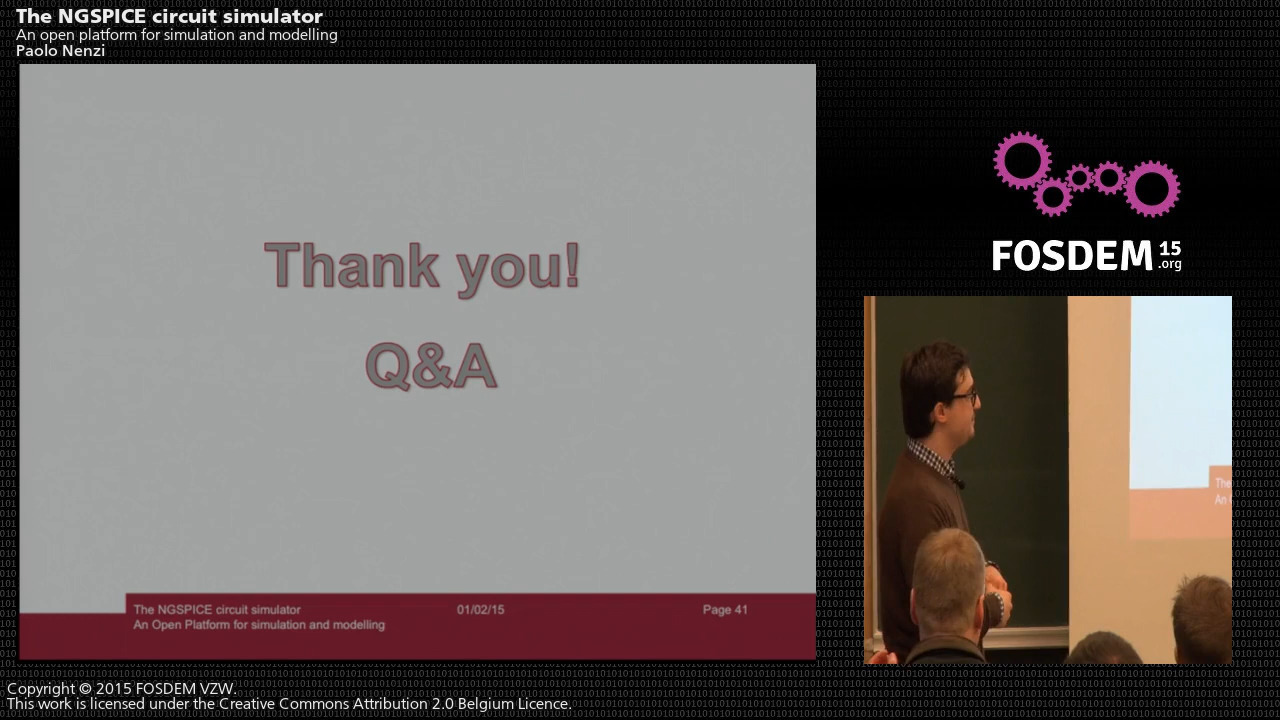 The NGSPICE circuit simulator
An open platform for simulation and modelling
Paolo Nenzi
Thank you!
Q&A
The NGSPICE circuit simulator
01/02/15
Page 41
An Open Platform for simulation and modelling
FOSDEM 15
.org
The
An O
Copyright © 2015 FOSDEM VZW.
This work is licensed under the Creative Commons Attribution 2.0 Belgium Licence.